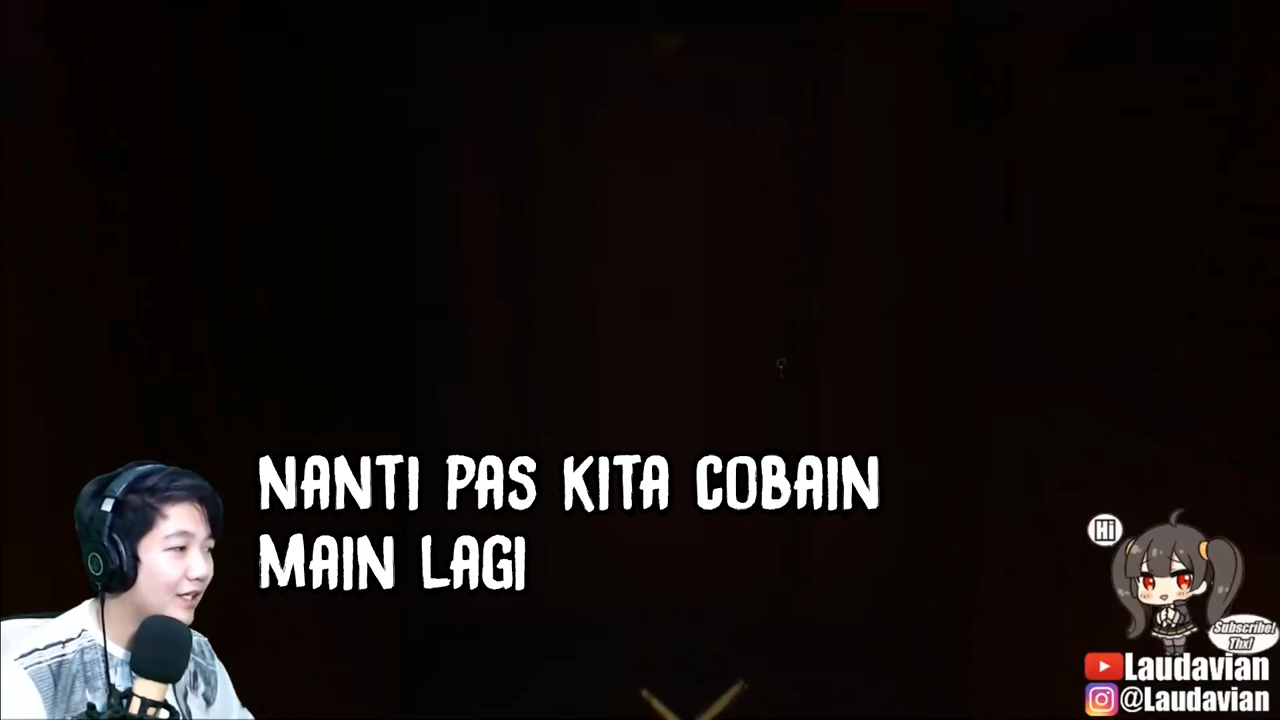 NANTI PAS KITA COBAIN
MAIN LAGI
Hi
Subscribe!
Thx!
Laudavian
@Laudavian